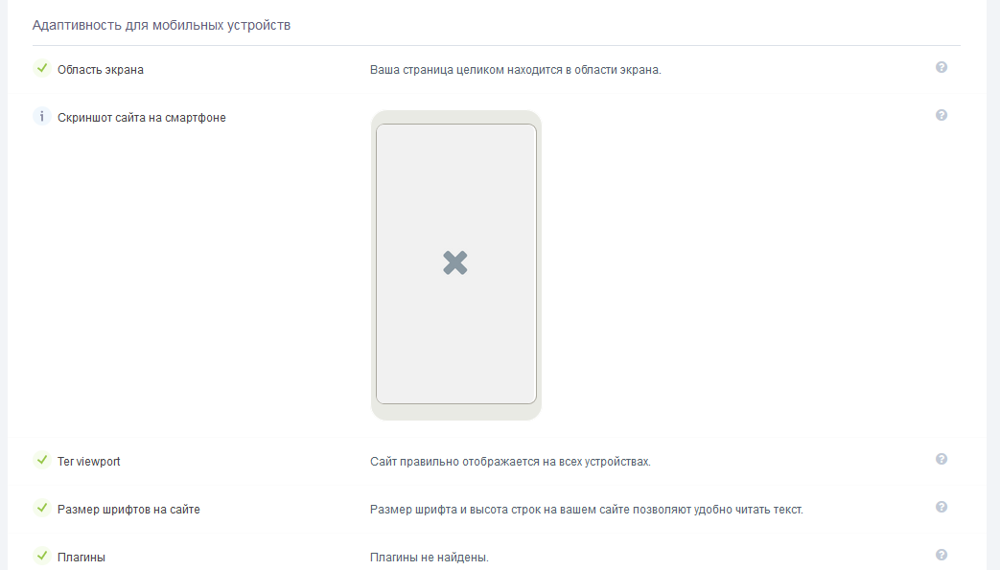 Адаптивность для мобильных устройств
Область экрана
Ваша страница целиком находится в области экрана.
?
i
Скриншот сайта на смартфоне
?
Тег viewport
Сайт правильно отображается на всех устройствах.
?
Размер шрифтов на сайте
Размер шрифта и высота строк на вашем сайте позволяют удобно читать текст.
?
Плагины
Плагины не найдены.
?